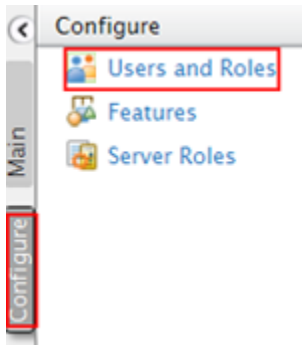 Configure
Users and Roles
Features
Server Roles
Main
Configure